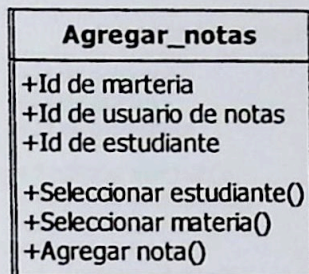 Agregar_notas
+Id de marteria
+Id de usuario de notas
+Id de estudiante
+Seleccionar estudiante()
+Seleccionar materia()
+Agregar nota()